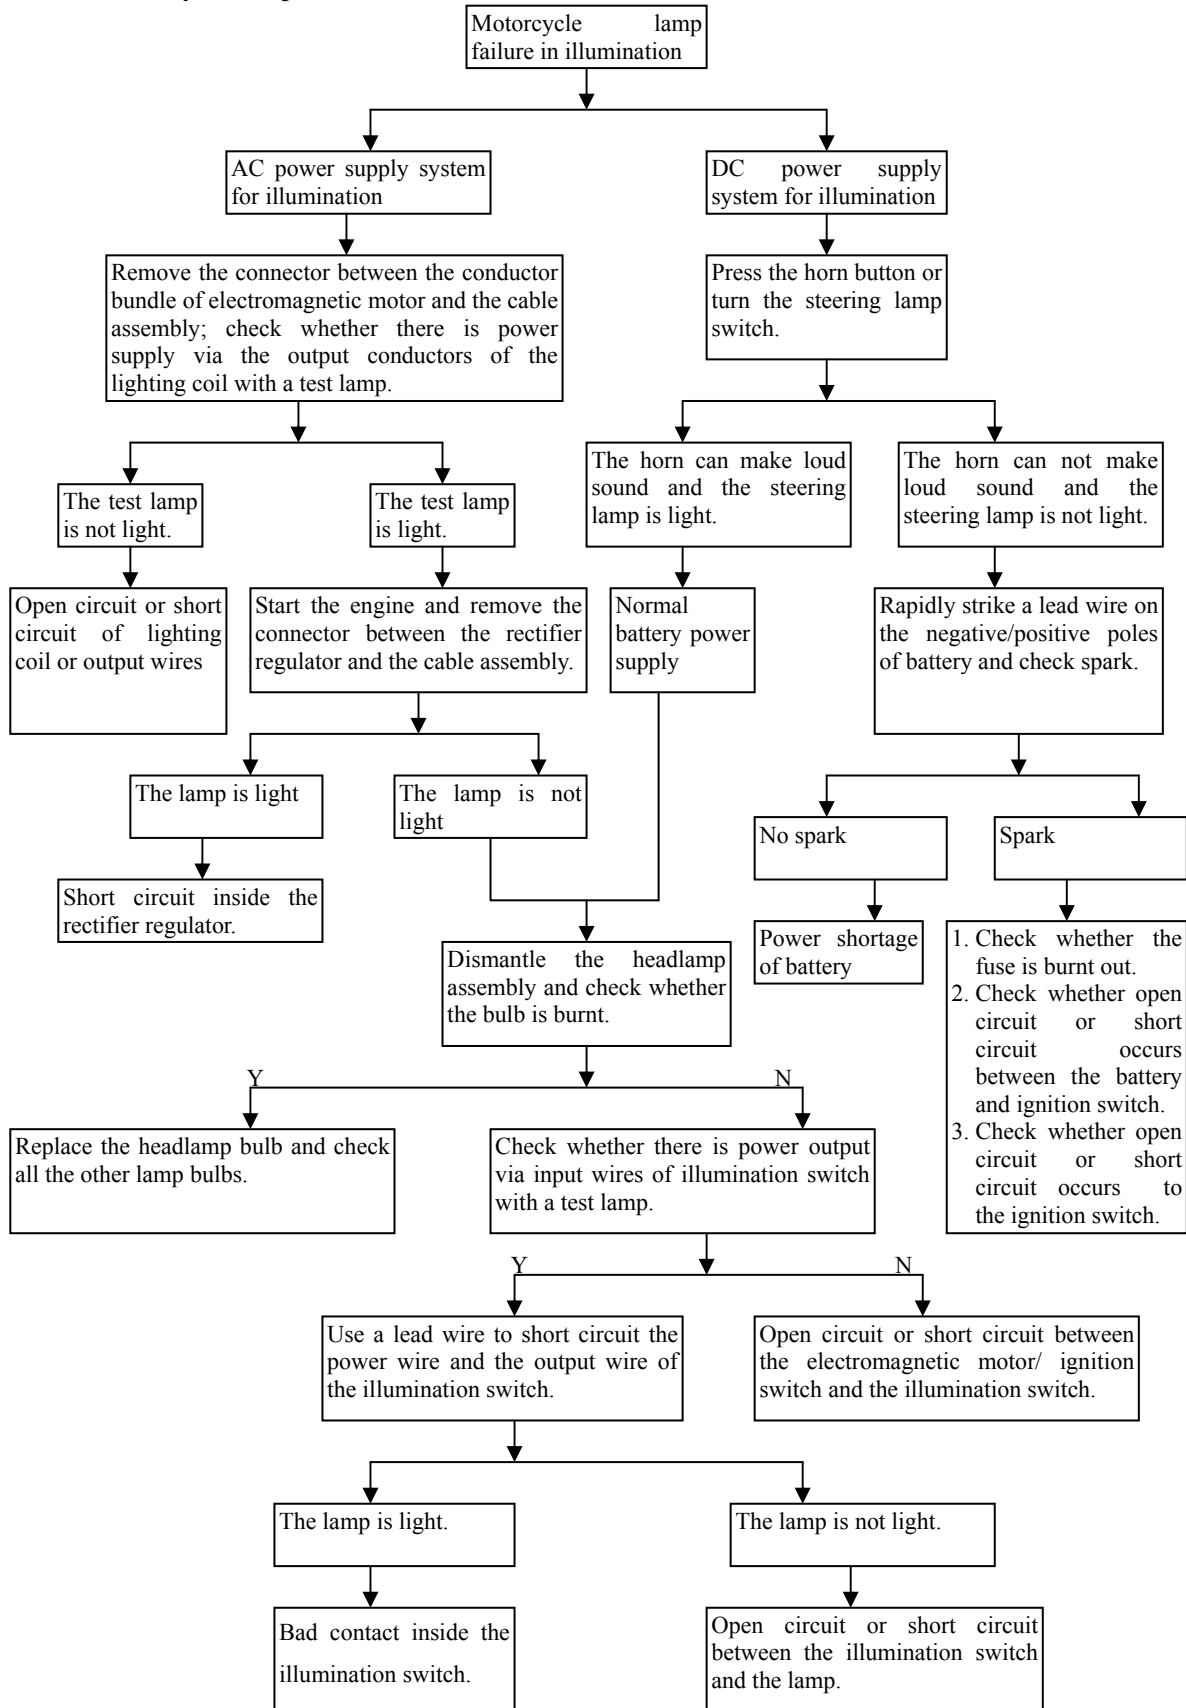 Motorcycle lamp
failure in illumination
AC power supply system
for illumination
DC power supply
system for illumination
Remove the connector between the conductor
bundle of electromagnetic motor and the cable
assembly; check whether there is power
supply via the output conductors of the
lighting coil with a test lamp.
Press the horn button or
turn the steering lamp
switch.
The test lamp
is not light.
The test lamp
is light.
The horn can make loud
sound and the steering
lamp is light.
The horn can not make
loud sound and the
steering lamp is not light.
Open circuit or short
circuit of lighting
coil or output wires
Start the engine and remove the
connector between the rectifier
regulator and the cable assembly.
Normal
battery power
supply
Rapidly strike a lead wire on
the negative/positive poles
of battery and check spark.
The lamp is light
The lamp is not
light
No spark
Spark
Short circuit inside the
rectifier regulator.
Power shortage
of battery
1. Check whether the
fuse is burnt out.
2. Check whether open
circuit or short
circuit occurs
between the battery
and ignition switch.
3. Check whether open
circuit or short
circuit occurs to
the ignition switch.
Dismantle the headlamp
assembly and check whether
the bulb is burnt.
Y
N
Replace the headlamp bulb and check
all the other lamp bulbs.
Check whether there is power output
via input wires of illumination switch
with a test lamp.
Y
N
Use a lead wire to short circuit the
power wire and the output wire of
the illumination switch.
Open circuit or short circuit between
the electromagnetic motor/ ignition
switch and the illumination switch.
The lamp is light.
The lamp is not light.
Bad contact inside the
illumination switch.
Open circuit or short circuit
between the illumination switch
and the lamp.